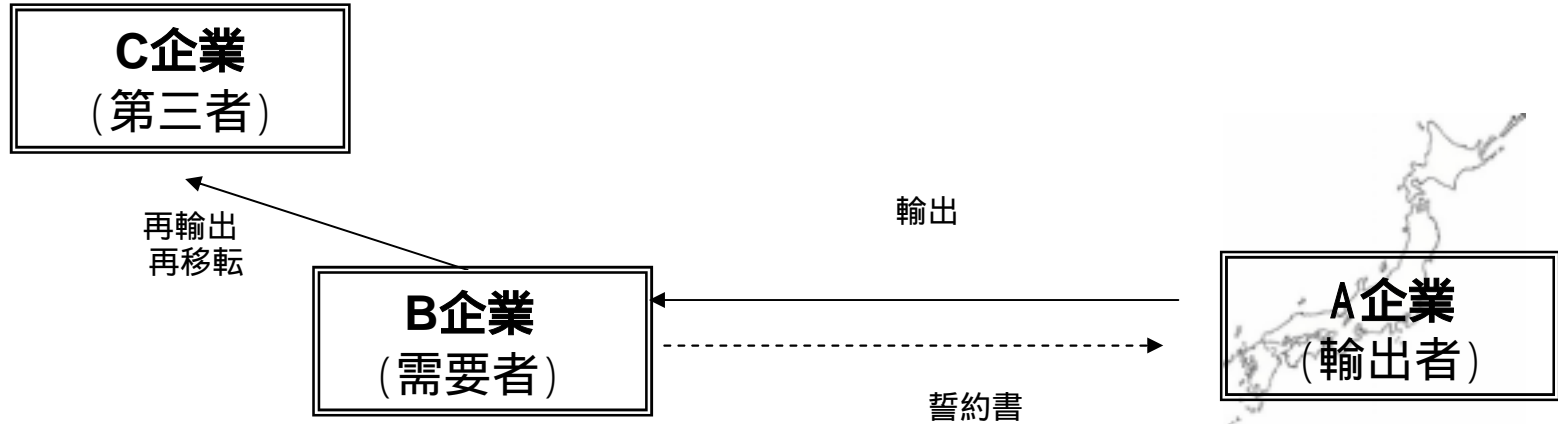 C企業
(第三者)
再輸出
再移転
輸出
B企業
(需要者)
A企業
(輸出者)
誓約書